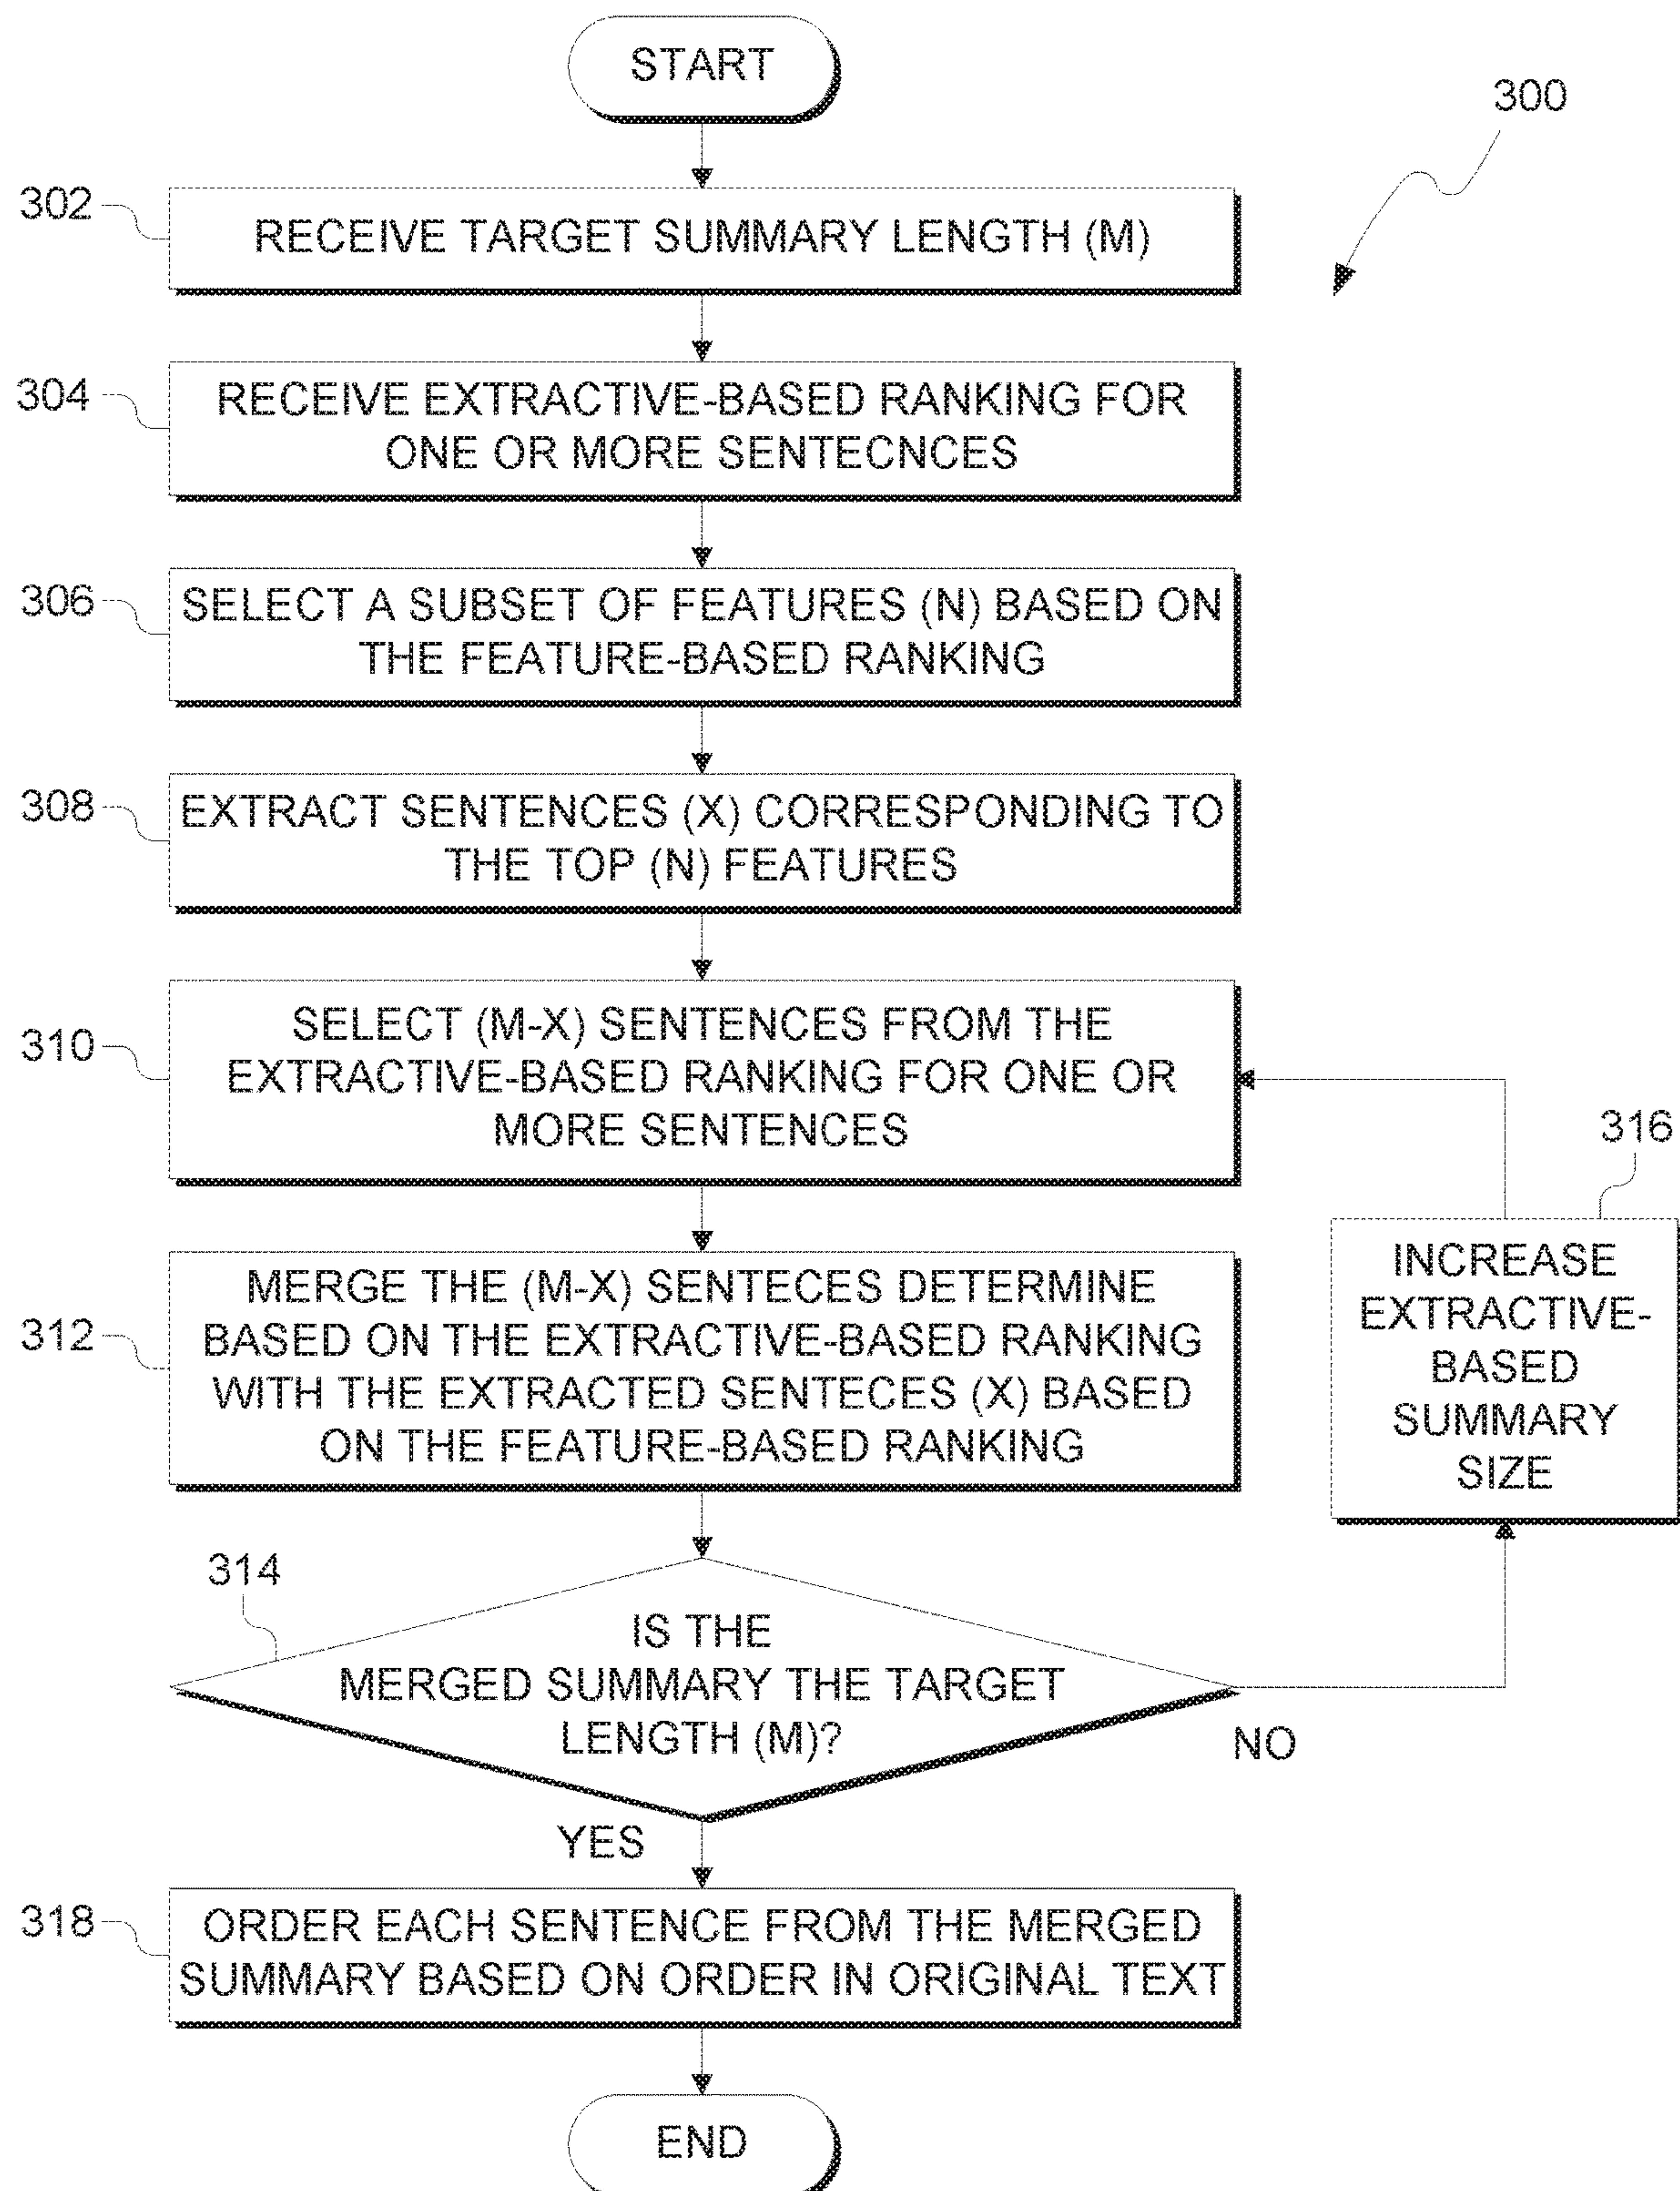 START
300
302
RECEIVE TARGET SUMMARY LENGTH (M)
304
RECEIVE EXTRACTIVE-BASED RANKING FOR
ONE OR MORE SENTECNCES
306
SELECT A SUBSET OF FEATURES (N) BASED ON
THE FEATURE-BASED RANKING
308
EXTRACT SENTENCES (X) CORRESPONDING TO
THE TOP (N) FEATURES
310
SELECT (M-X) SENTENCES FROM THE
EXTRACTIVE-BASED RANKING FOR ONE OR
MORE SENTENCES
312
MERGE THE (M-X) SENTECES DETERMINE
BASED ON THE EXTRACTIVE-BASED RANKING
WITH THE EXTRACTED SENTECES (X) BASED
ON THE FEATURE-BASED RANKING
316
INCREASE
EXTRACTIVE-
BASED
SUMMARY
SIZE
314
IS THE
MERGED SUMMARY THE TARGET
LENGTH (M)?
NO
YES
318
ORDER EACH SENTENCE FROM THE MERGED
SUMMARY BASED ON ORDER IN ORIGINAL TEXT
END